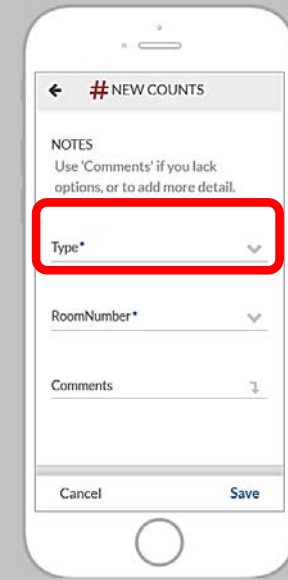 # NEW COUNTS
NOTES
Use 'Comments' if you lack
options, or to add more detail.
Type*
RoomNumber*
Comments
Cancel Save